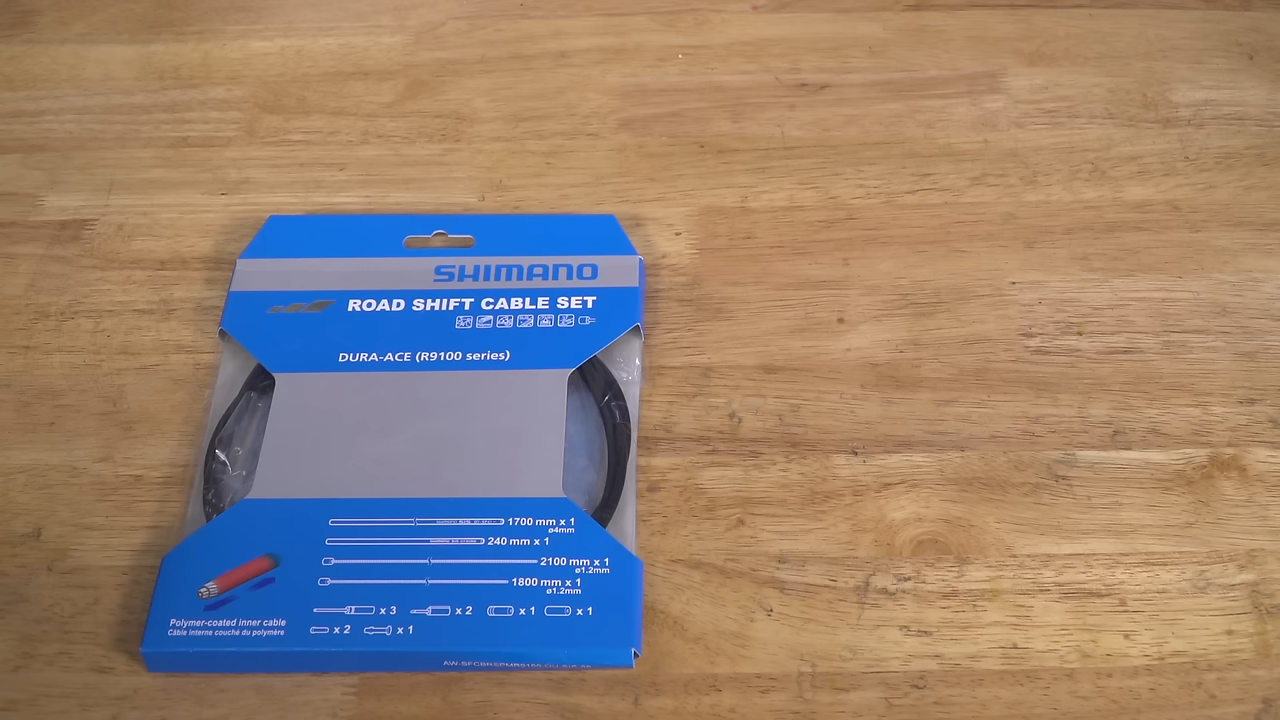 SHIMANO
ROAD SHIFT CABLE SET
DURA-ACE (R9100 series)
1700 mm x 1
ø4mm
240 mm x 1
2100 mm x 1
ø1.2mm
1800 mm x 1
ø1.2mm
x 3 x 2 x 1 x 1
x 2 x 1
Polymer-coated inner cable
Câble interne couché du polymère